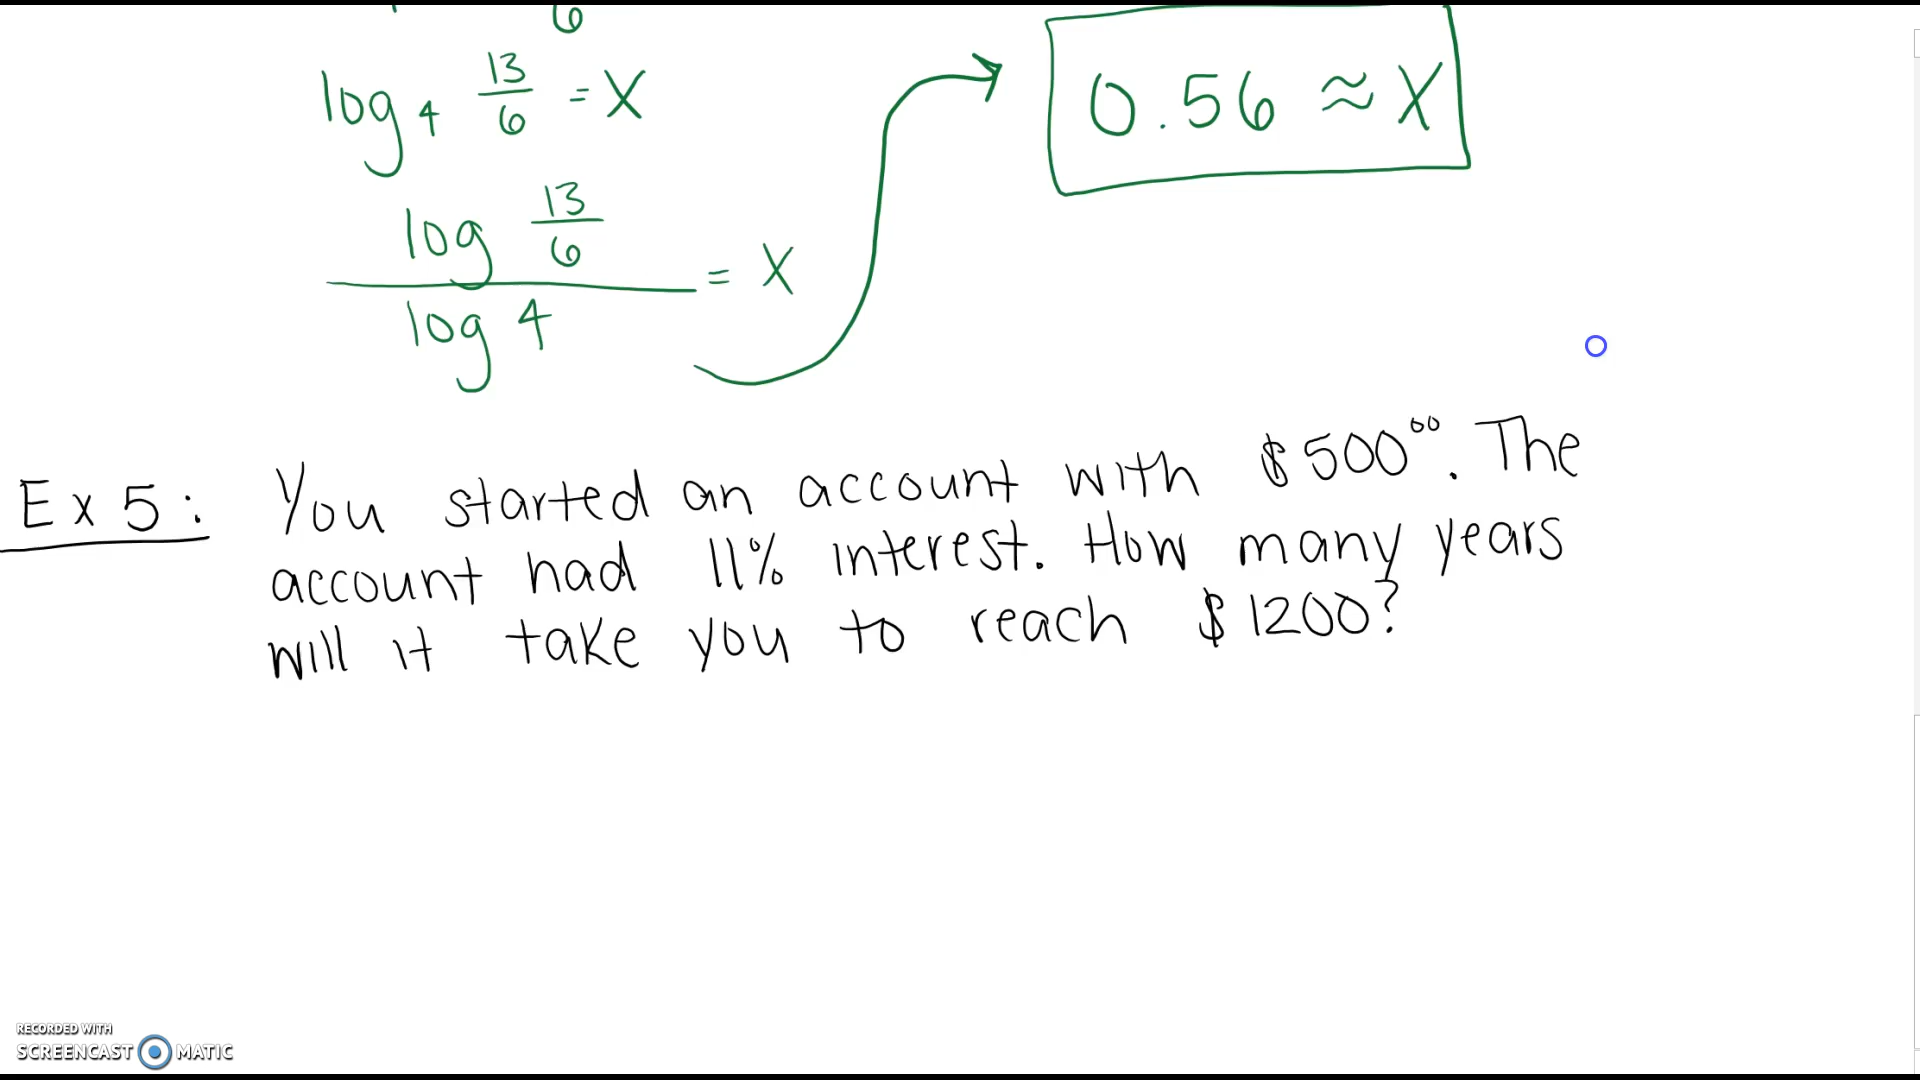 6
log₄ 13/6 = x
log 13/6
log 4
= x
0.56 ≈ x
Ex 5: You started an account with $500⁰⁰. The
account had 11% interest. How many years
will it take you to reach $1200?
RECORDED WITH
SCREENCAST MATIC